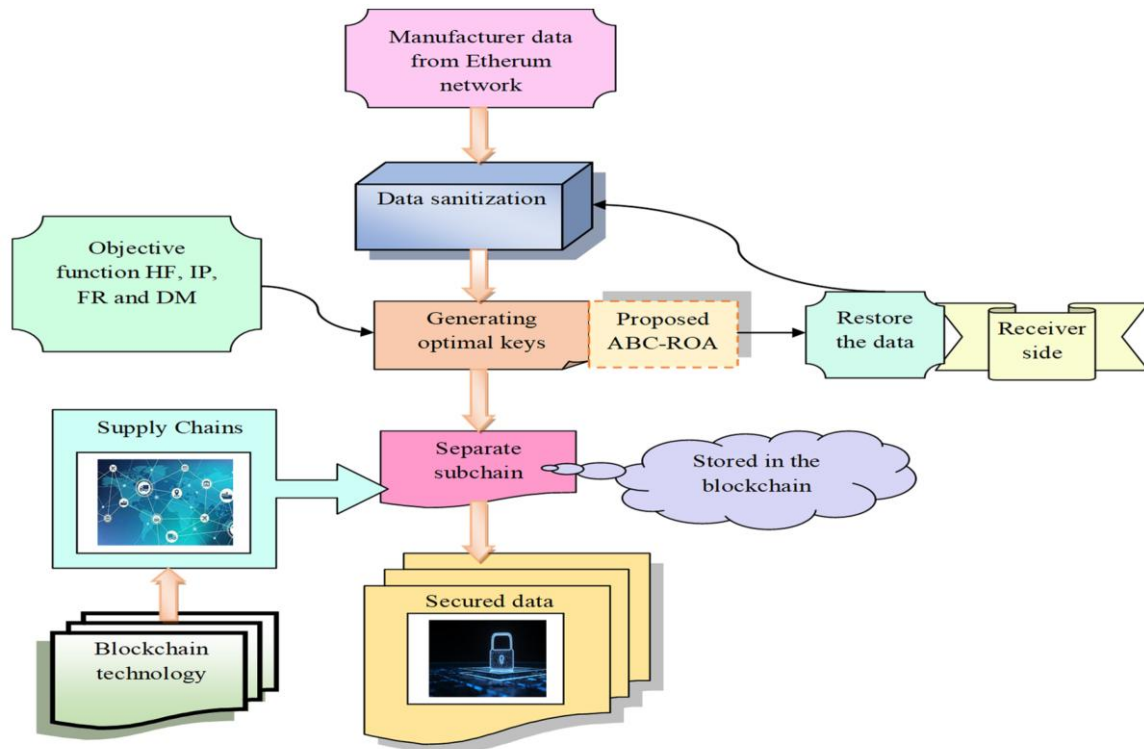 Manufacturer data
from Etherum
network
Data sanitization
Objective
function HF, IP,
FR and DM
Generating
optimal keys
Proposed
ABC-ROA
Restore
the data
Receiver
side
Supply Chains
Separate
subchain
Stored in the
blockchain
Secured data
Blockchain
technology